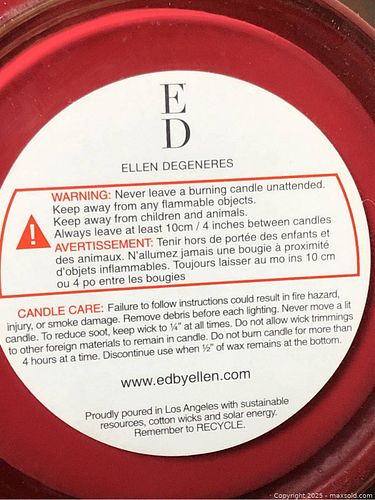 E
D
ELLEN DEGENERES
WARNING: Never leave a burning candle unattended.
Keep away from any flammable objects.
Keep away from children and animals.
Always leave at least 10cm / 4 inches between candles
AVERTISSEMENT: Tenir hors de portée des enfants et
des animaux. N'allumez jamais une bougie à proximité
d'objets inflammables. Toujours laisser au mo ins 10 cm
ou 4 po entre les bougies
CANDLE CARE: Failure to follow instructions could result in fire hazard,
injury, or smoke damage. Remove debris before each lighting. Never move a lit
candle. To reduce soot, keep wick to ¼" at all times. Do not allow wick trimmings
to other foreign materials to remain in candle. Do not burn candle for more than
4 hours at a time. Discontinue use when ½" of wax remains at the bottom.
www.edbyellen.com
Proudly poured in Los Angeles with sustainable
resources, cotton wicks and solar energy.
Remember to RECYCLE.
Copyright 2025 - maxsold.com